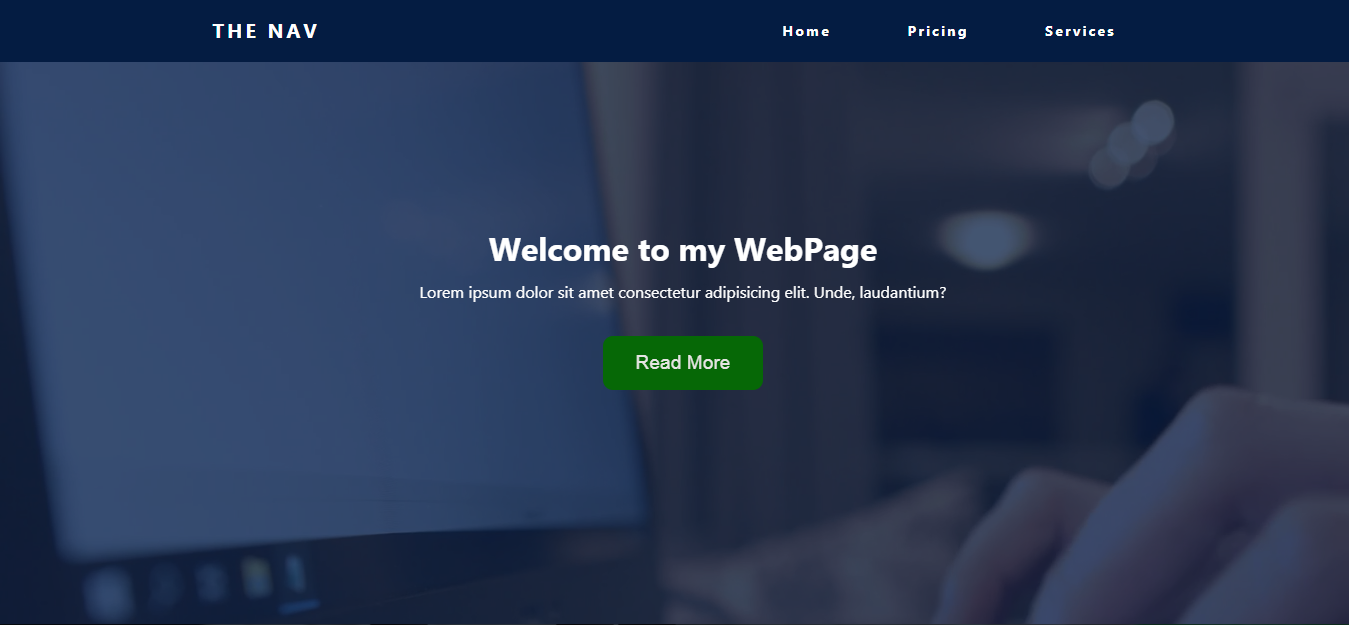 THE NAV
Home Pricing Services
Welcome to my WebPage
Lorem ipsum dolor sit amet consectetur adipisicing elit. Unde, laudantium?
Read More